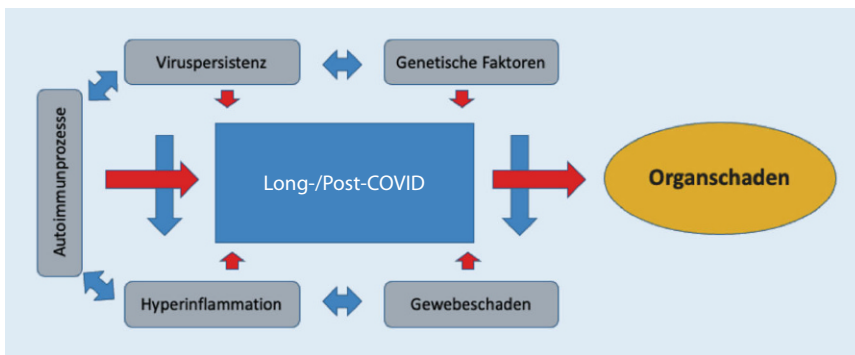 Viruspersistenz
Genetische Faktoren
Autoimmunprozesse
Long-/Post-COVID
Organschaden
Hyperinflammation
Gewebeschaden